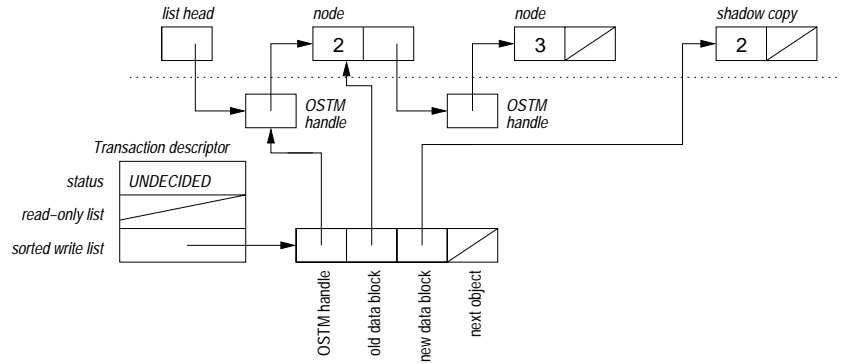 list head
node
node
shadow copy
2
3
2
OSTM
handle
OSTM
handle
Transaction descriptor
status
UNDECIDED
read–only list
sorted write list
OSTM handle
old data block
new data block
next object